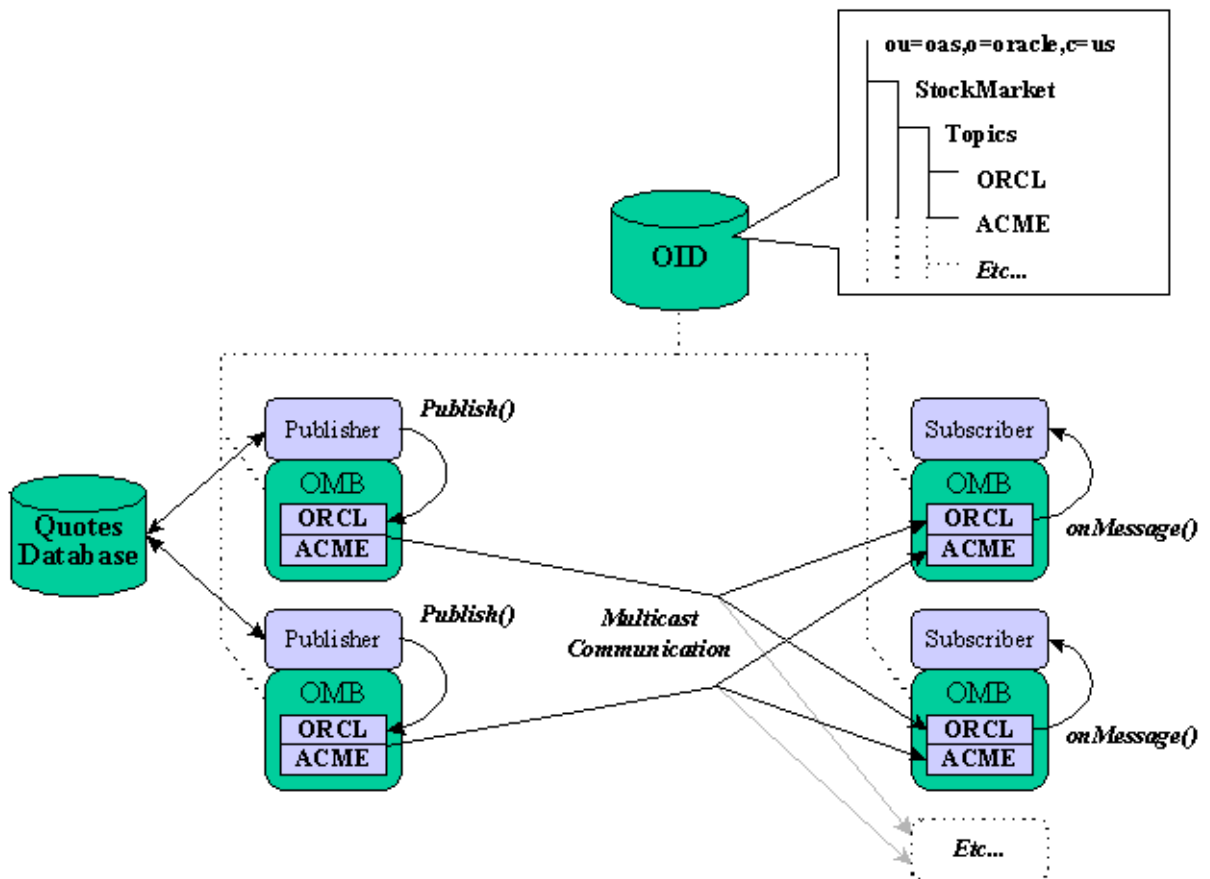 ou=oas,o=oracle,c=us
StockMarket
Topics
ORCL
ACME
Etc...
OID
Publisher
Publish()
OMB
ORCL
ACME
Quotes
Database
Publisher
Publish()
OMB
ORCL
ACME
Multicast
Communication
Subscriber
OMB
ORCL
ACME
onMessage()
Subscriber
OMB
ORCL
ACME
onMessage()
Etc...